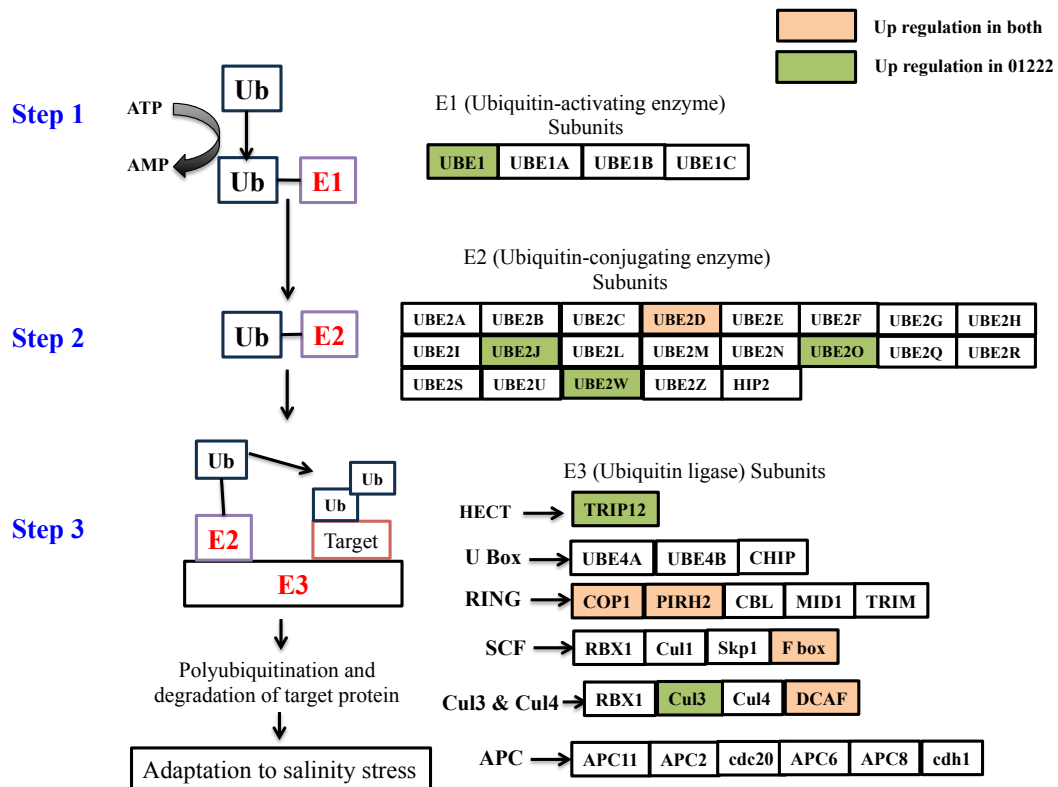 Up regulation in both
Up regulation in 01222
Step 1
ATP
AMP
Ub
Ub
E1
E1 (Ubiquitin-activating enzyme)
Subunits
UBE1 UBE1A UBE1B UBE1C
Step 2
Ub
E2
E2 (Ubiquitin-conjugating enzyme)
Subunits
UBE2A UBE2B UBE2C UBE2D UBE2E UBE2F UBE2G UBE2H
UBE2I UBE2J UBE2L UBE2M UBE2N UBE2O UBE2Q UBE2R
UBE2S UBE2U UBE2W UBE2Z HIP2
Step 3
Ub
Ub
Ub
E2
Target
E3
Polyubiquitination and
degradation of target protein
Adaptation to salinity stress
E3 (Ubiquitin ligase) Subunits
HECT TRIP12
U Box UBE4A UBE4B CHIP
RING COP1 PIRH2 CBL MID1 TRIM
SCF RBX1 Cul1 Skp1 F box
Cul3 & Cul4 RBX1 Cul3 Cul4 DCAF
APC APC11 APC2 cdc20 APC6 APC8 cdh1